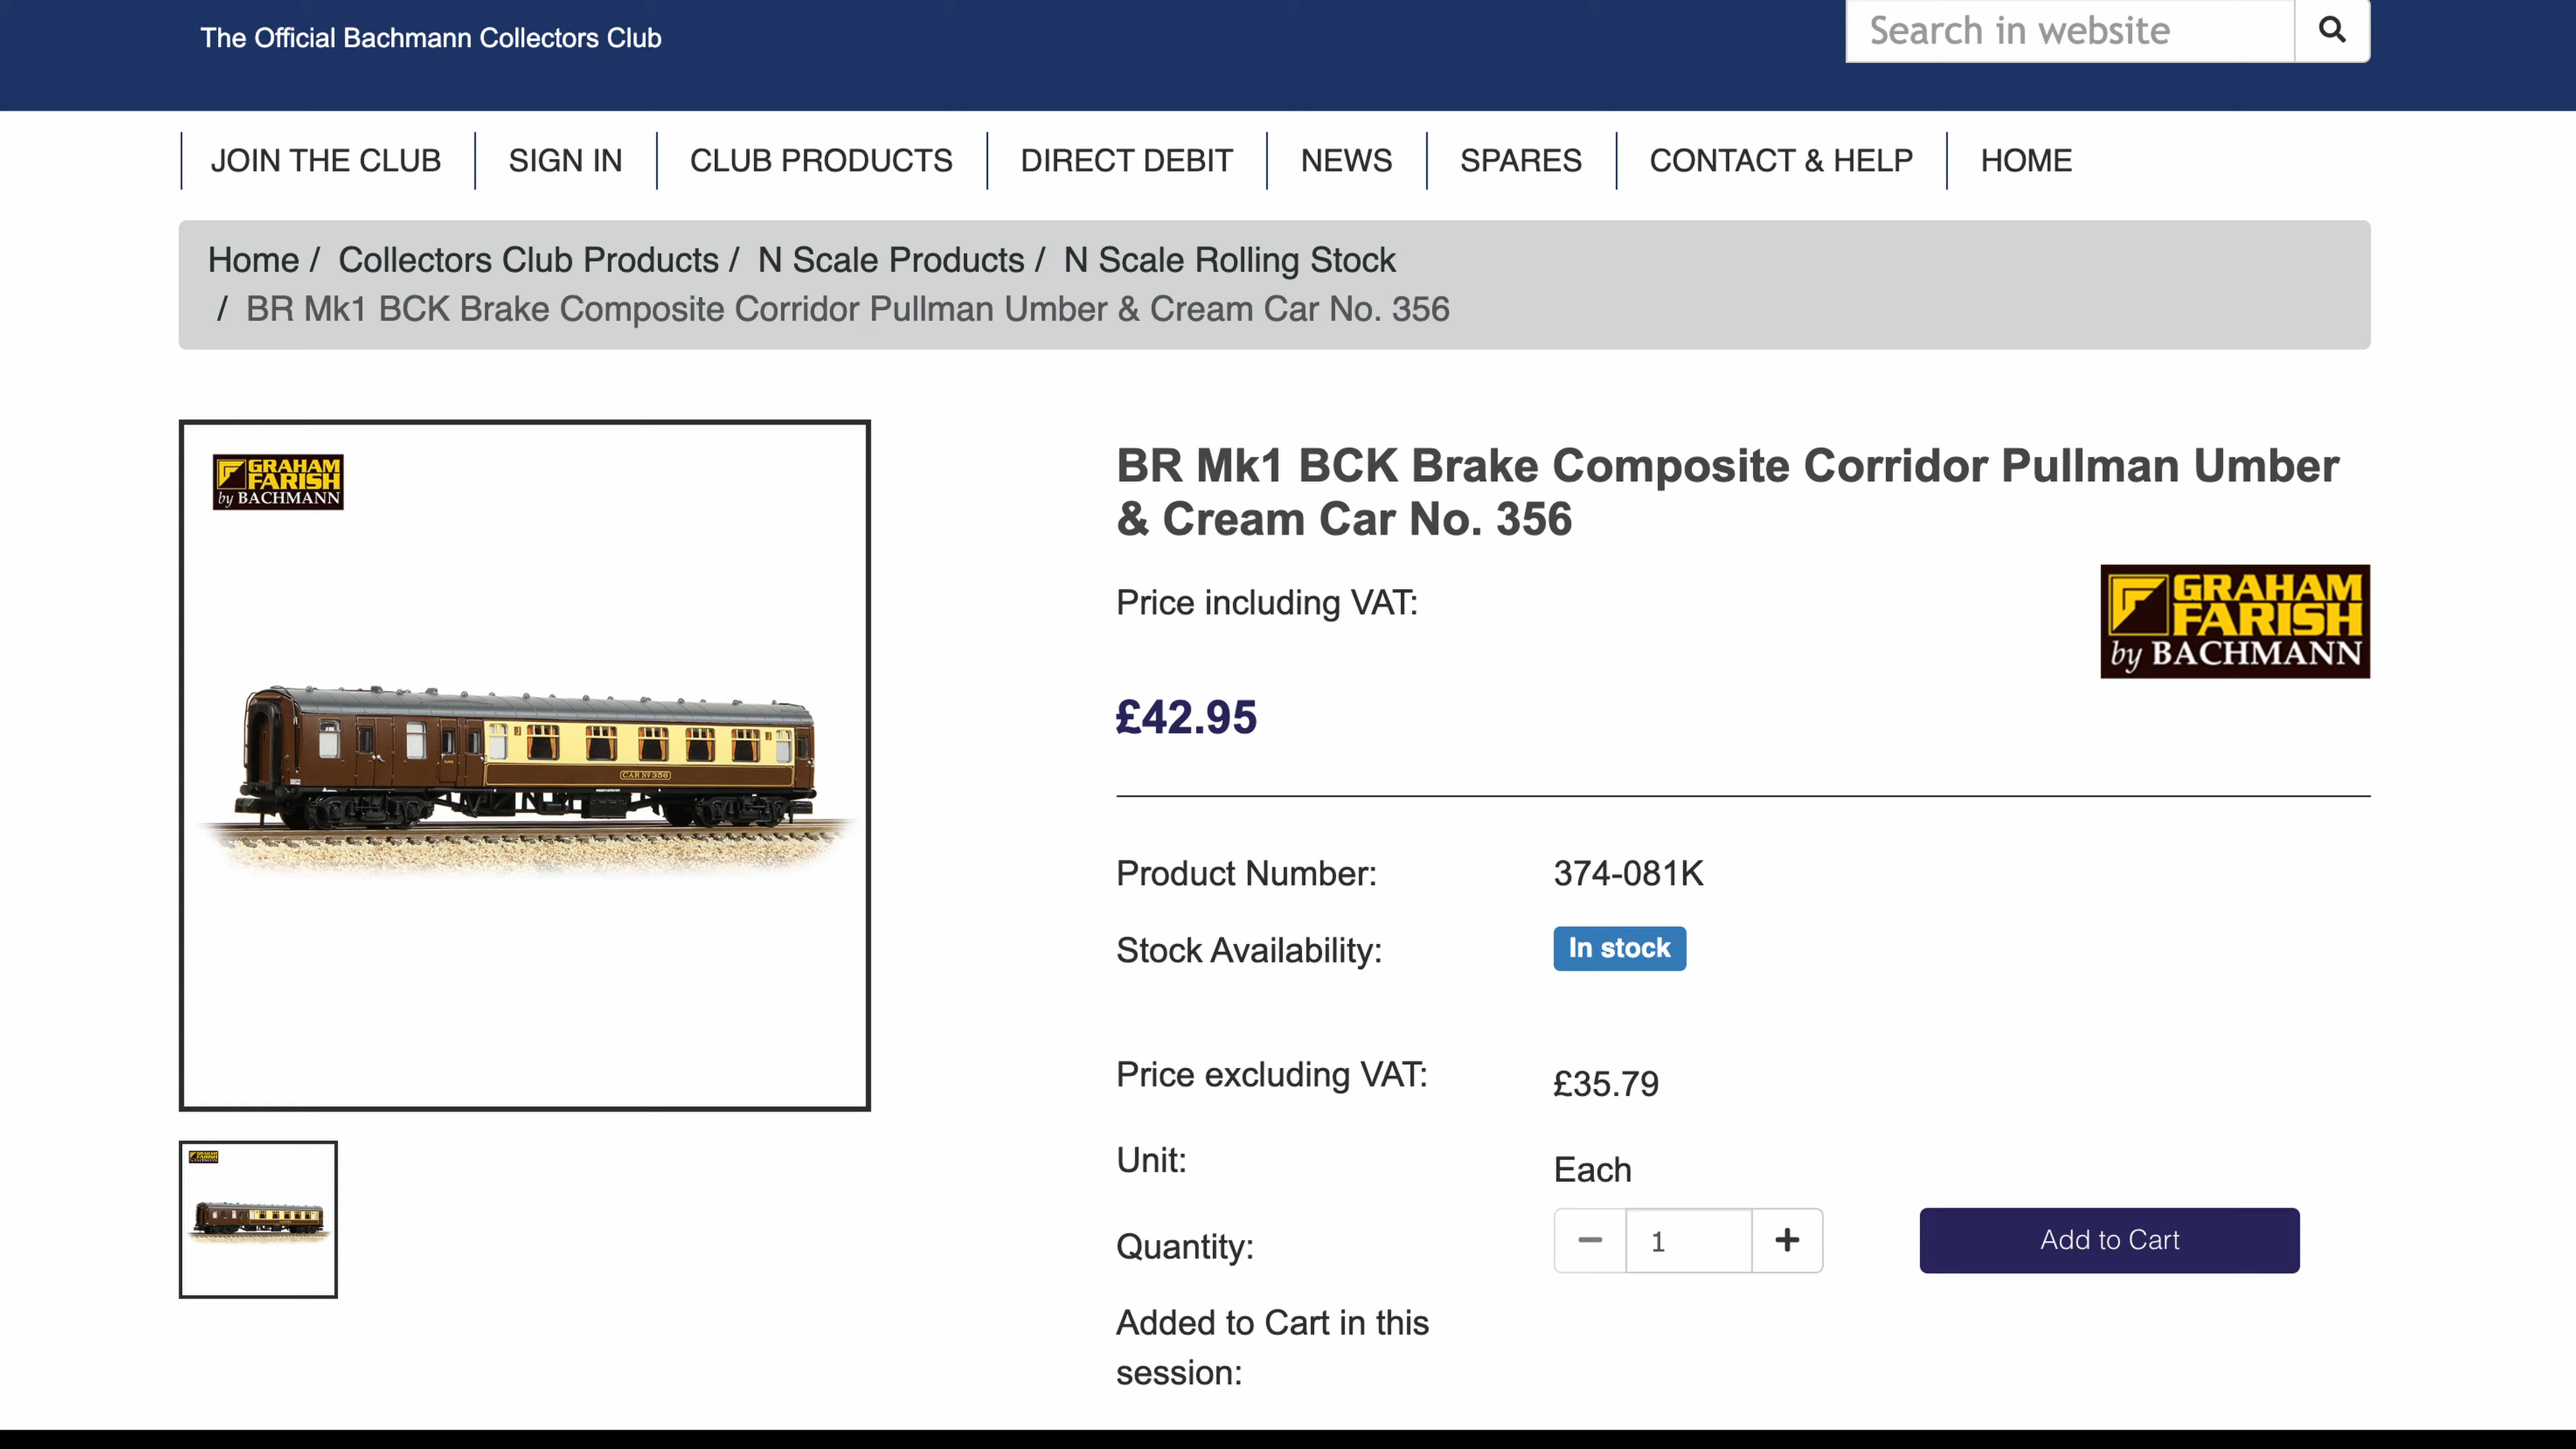 The Official Bachmann Collectors Club
Search in website
JOIN THE CLUB
SIGN IN
CLUB PRODUCTS
DIRECT DEBIT
NEWS
SPARES
CONTACT & HELP
HOME
Home / Collectors Club Products / N Scale Products / N Scale Rolling Stock
/ BR Mk1 BCK Brake Composite Corridor Pullman Umber & Cream Car No. 356
GRAHAM
FARISH
by BACHMANN
CAR No 356
BR Mk1 BCK Brake Composite Corridor Pullman Umber
& Cream Car No. 356
Price including VAT:
GRAHAM
FARISH
by BACHMANN
£42.95
Product Number: 374-081K
Stock Availability: In stock
Price excluding VAT: £35.79
Unit: Each
Quantity: 1
Add to Cart
Added to Cart in this
session: